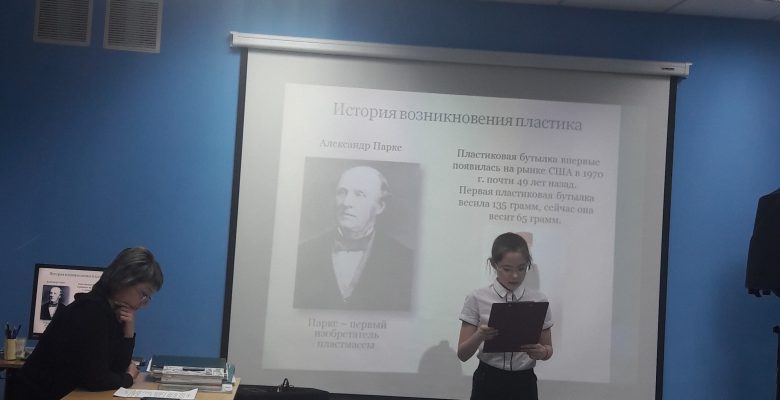 История возникновения пластика
Александр Паркс
Пластиковая бутылка впервые
появилась на рынке США в 1970
г. почти 49 лет назад.
Первая пластиковая бутылка
весила 135 грамм, сейчас она
весит 65 грамм.
Паркс – первый
изобретатель
пластмассы